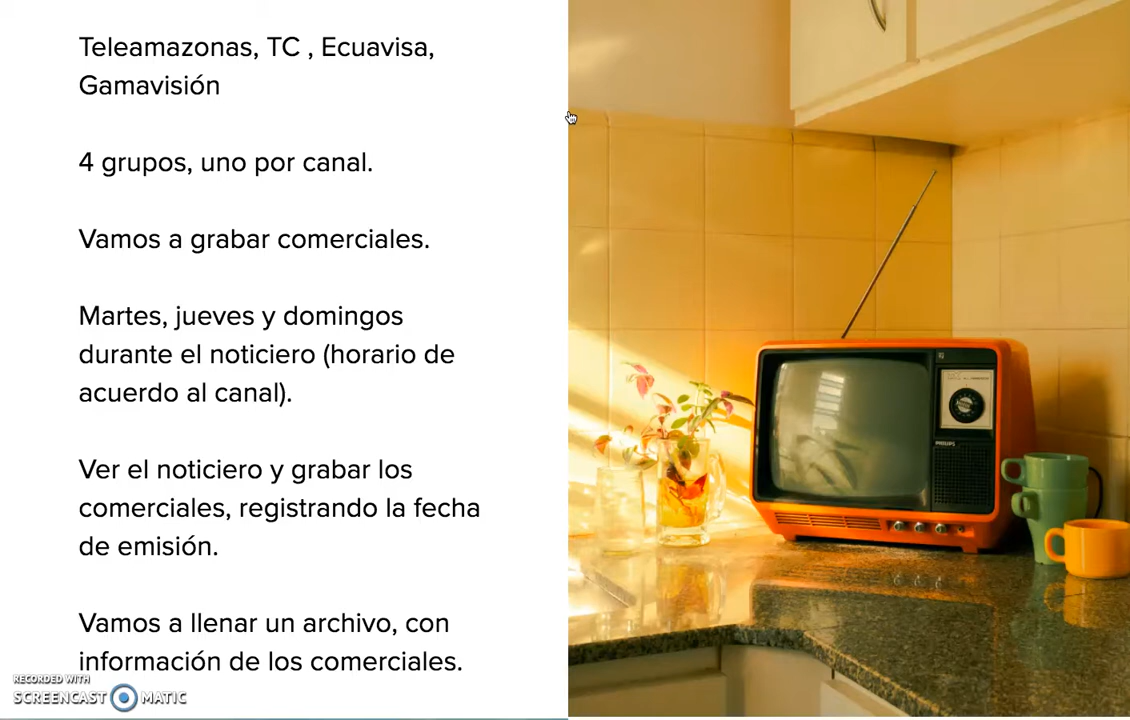 Teleamazonas, TC , Ecuavisa,
Gamavisión
4 grupos, uno por canal.
Vamos a grabar comerciales.
Martes, jueves y domingos
durante el noticiero (horario de
acuerdo al canal).
Ver el noticiero y grabar los
comerciales, registrando la fecha
de emisión.
Vamos a llenar un archivo, con
información de los comerciales.
RECORDED WITH
SCREENCAST MATIC
PHILIPS